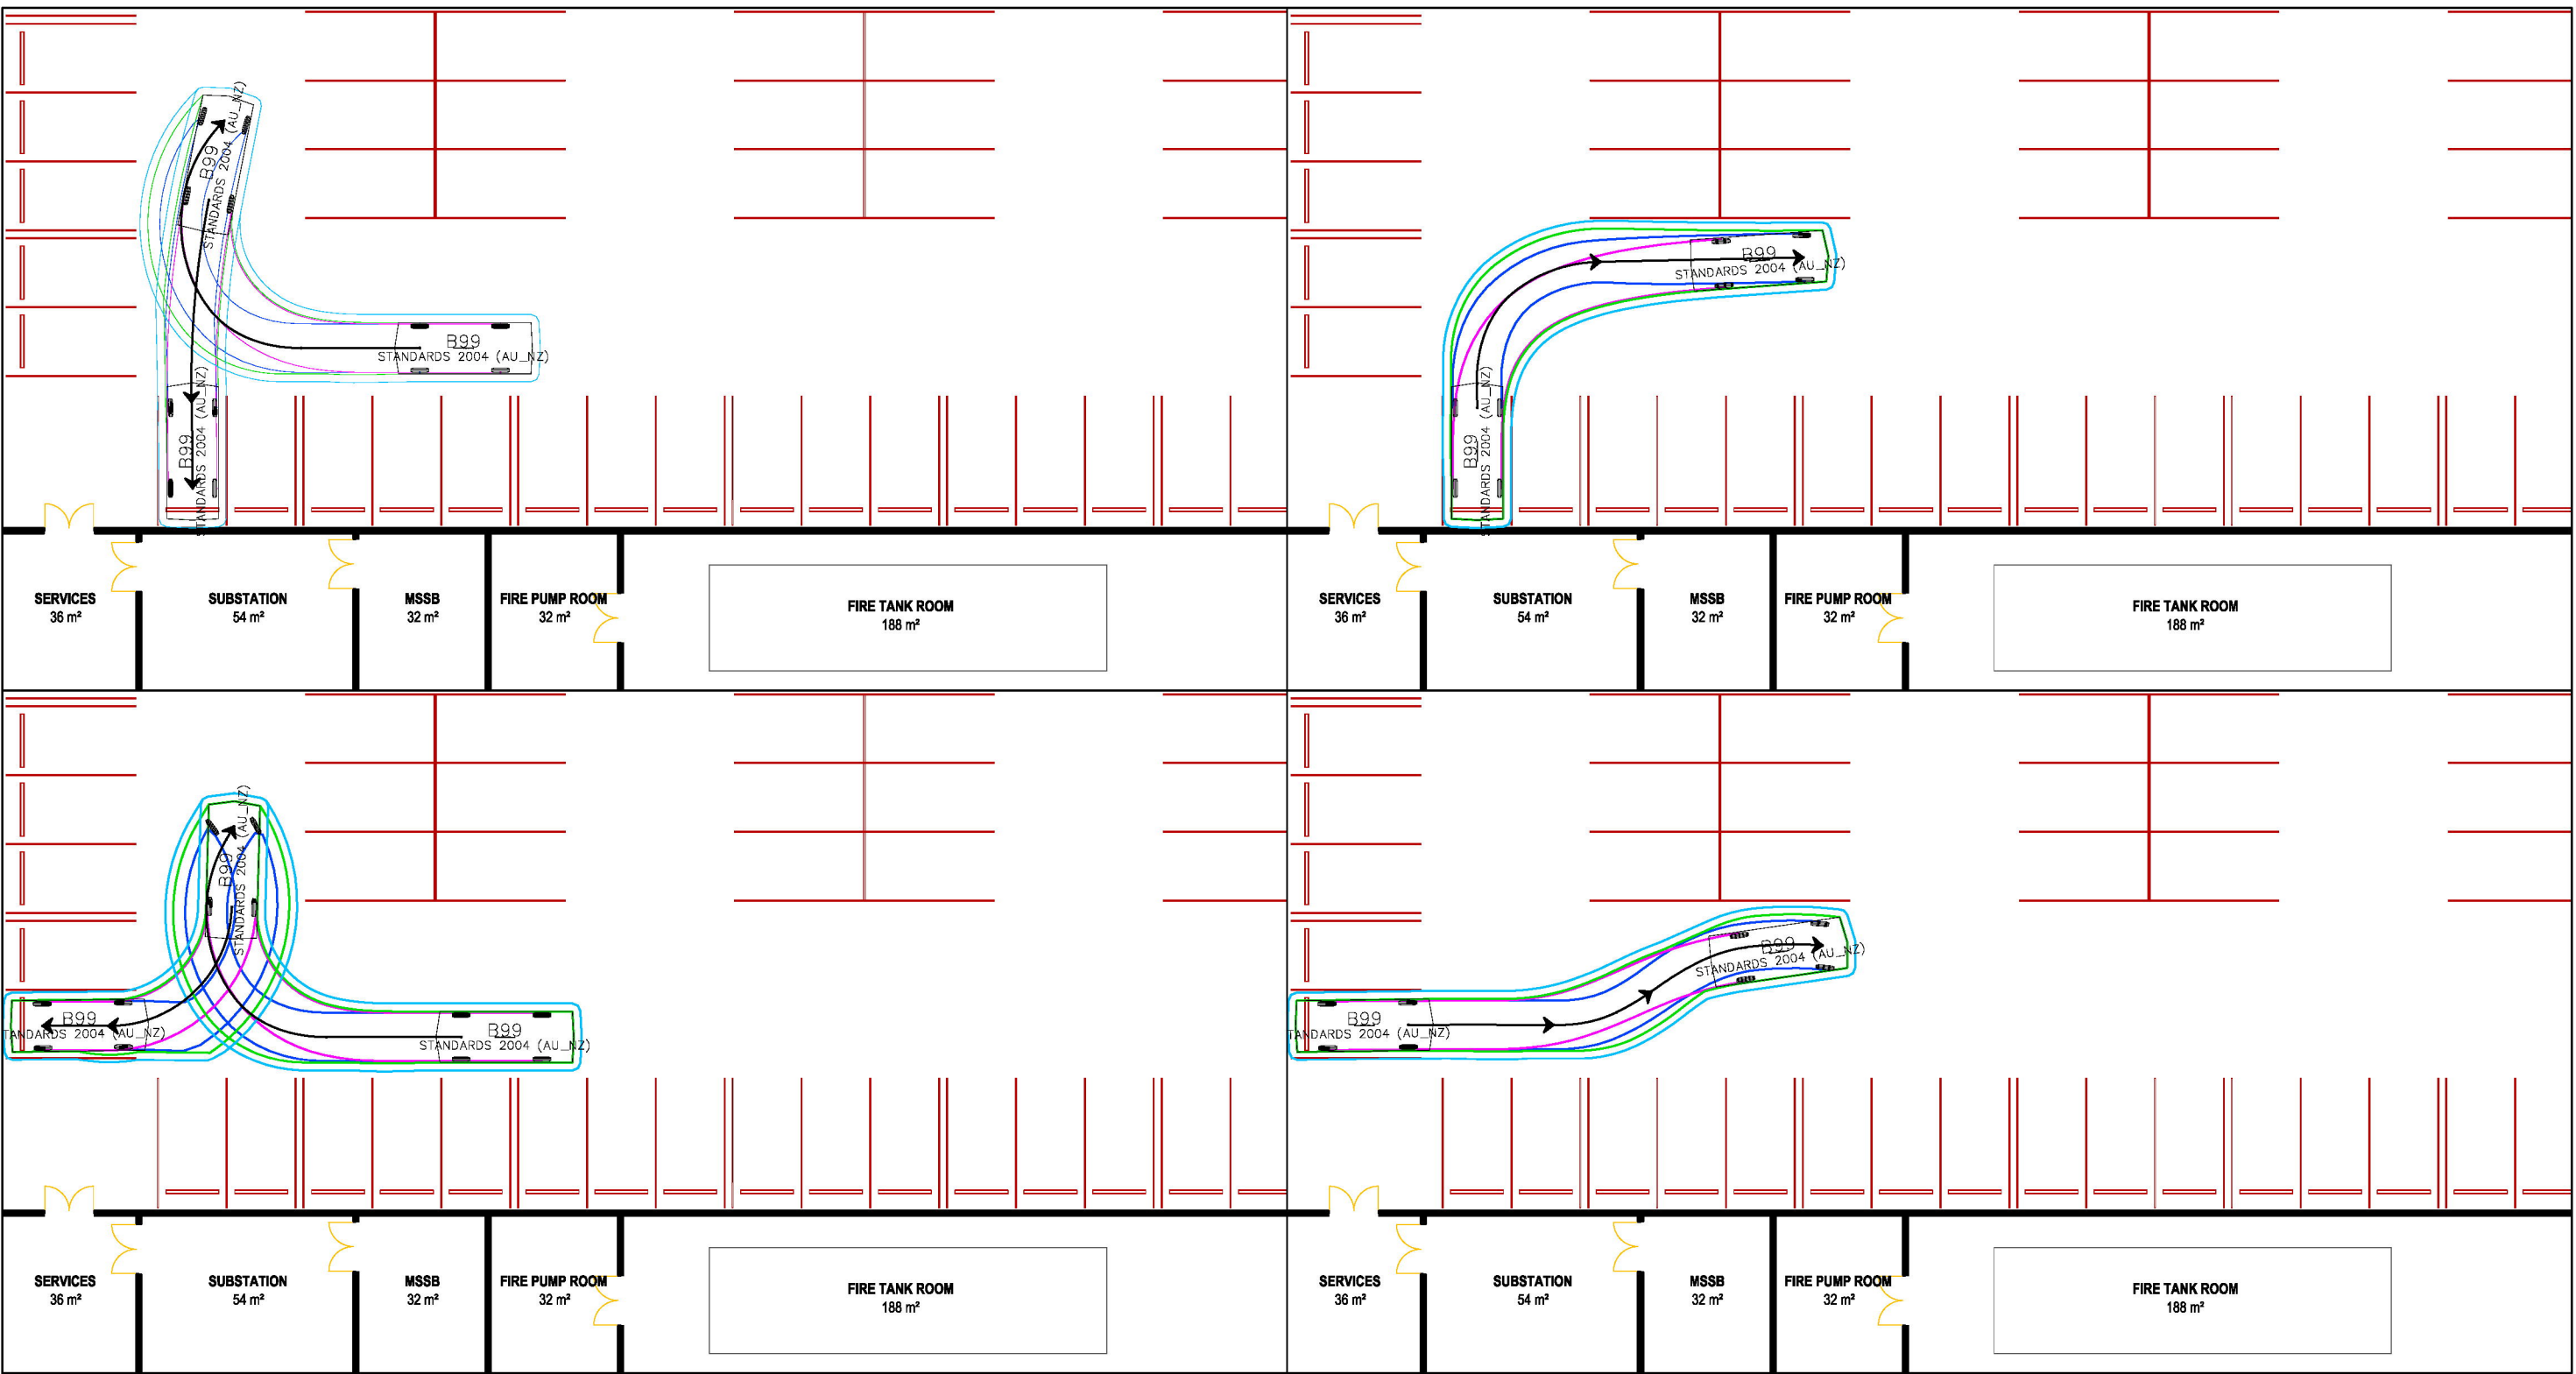 B99
STANDARDS 2004 (AU_NZ)
B99
STANDARDS 2004 (AU_NZ)
B99
STANDARDS 2004 (AU_NZ)
SERVICES
36 m²
SUBSTATION
54 m²
MSSB
32 m²
FIRE PUMP ROOM
32 m²
FIRE TANK ROOM
188 m²
B99
STANDARDS 2004 (AU_NZ)
B99
STANDARDS 2004 (AU_NZ)
SERVICES
36 m²
SUBSTATION
54 m²
MSSB
32 m²
FIRE PUMP ROOM
32 m²
FIRE TANK ROOM
188 m²
B99
STANDARDS 2004 (AU_NZ)
B99
TANDARDS 2004 (AU_NZ)
B99
STANDARDS 2004 (AU_NZ)
SERVICES
36 m²
SUBSTATION
54 m²
MSSB
32 m²
FIRE PUMP ROOM
32 m²
FIRE TANK ROOM
188 m²
B99
STANDARDS 2004 (AU_NZ)
B99
TANDARDS 2004 (AU_NZ)
SERVICES
36 m²
SUBSTATION
54 m²
MSSB
32 m²
FIRE PUMP ROOM
32 m²
FIRE TANK ROOM
188 m²